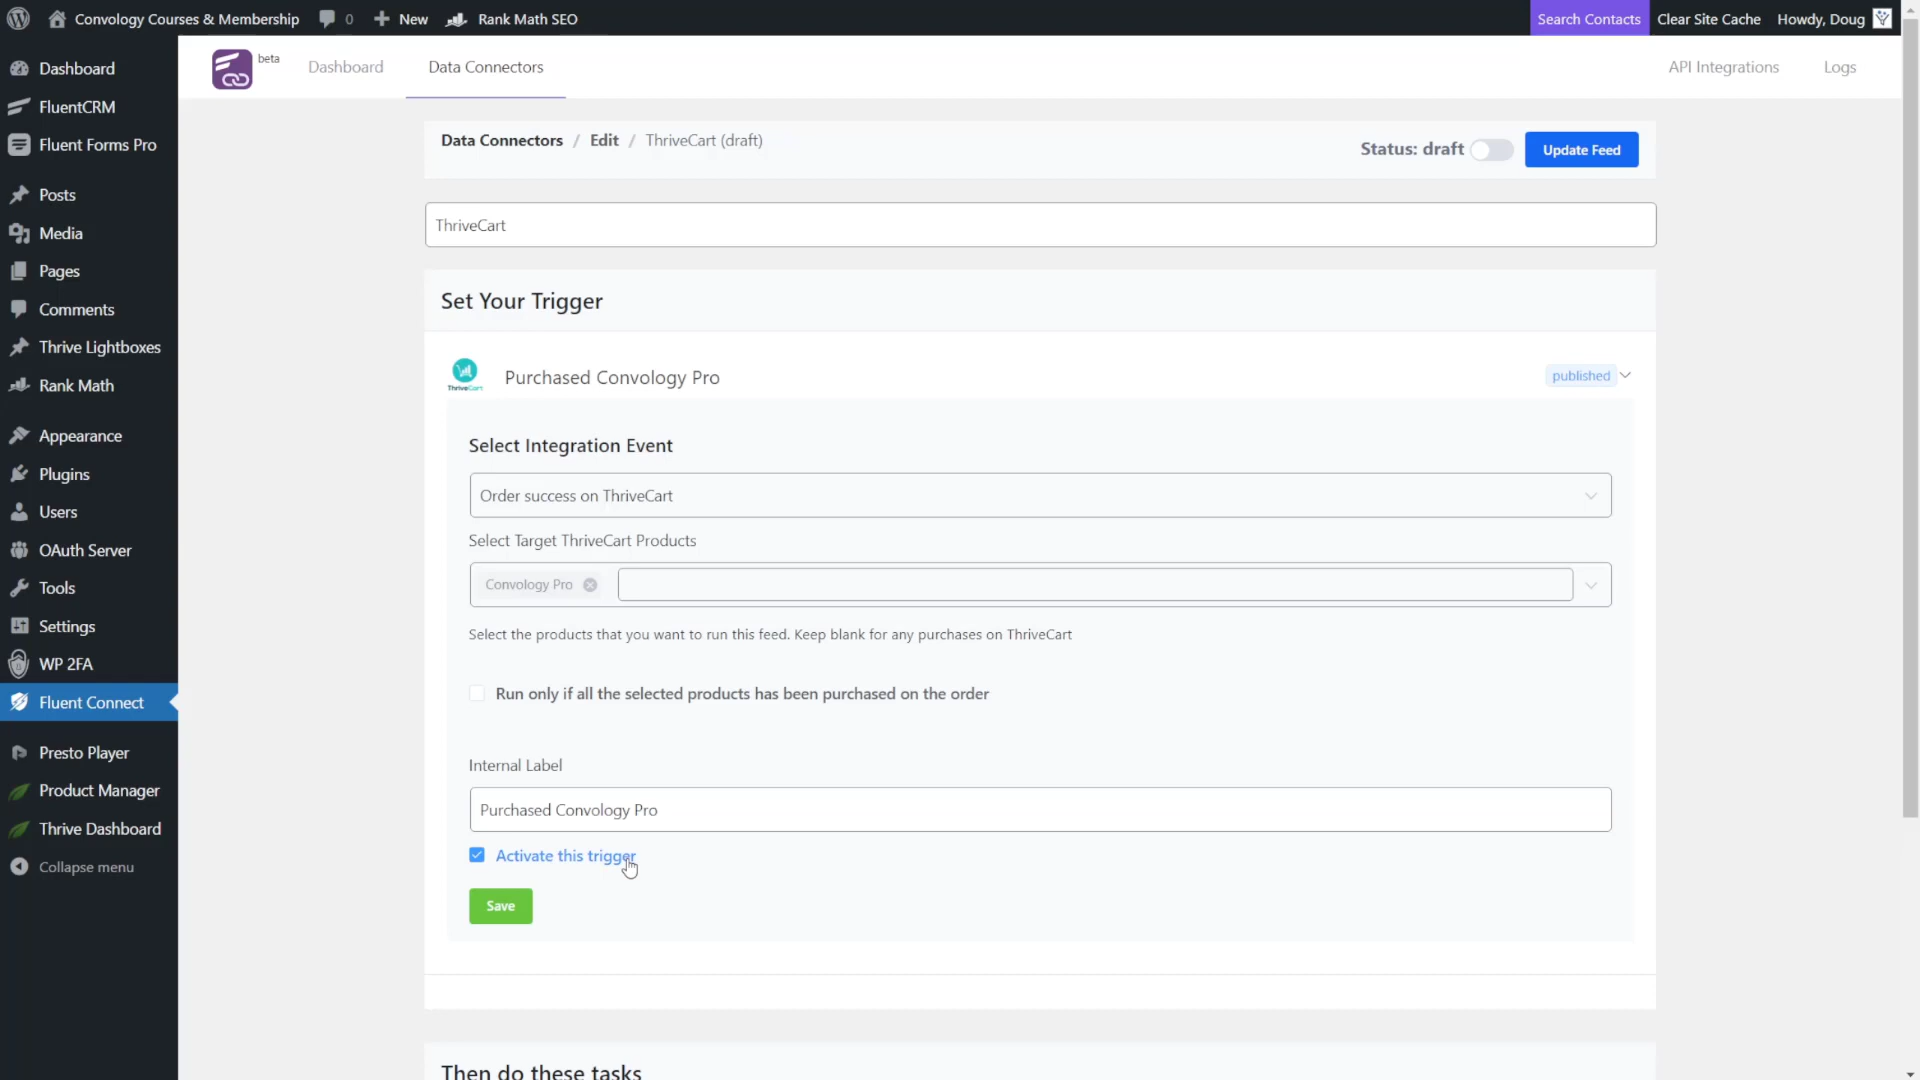 Convology Courses & Membership 0 New Rank Math SEO Search Contacts Clear Site Cache Howdy, Doug
beta Dashboard Data Connectors API Integrations Logs
Dashboard
FluentCRM
Fluent Forms Pro
Posts
Media
Pages
Comments
Thrive Lightboxes
Rank Math
Appearance
Plugins
Users
OAuth Server
Tools
Settings
WP 2FA
Fluent Connect
Presto Player
Product Manager
Thrive Dashboard
Collapse menu
Data Connectors / Edit / ThriveCart (draft) Status: draft Update Feed
ThriveCart
Set Your Trigger
ThriveCart Purchased Convology Pro published
Select Integration Event
Order success on ThriveCart
Select Target ThriveCart Products
Convology Pro
Select the products that you want to run this feed. Keep blank for any purchases on ThriveCart
Run only if all the selected products has been purchased on the order
Internal Label
Purchased Convology Pro
Activate this trigger
Save
Then do these tasks